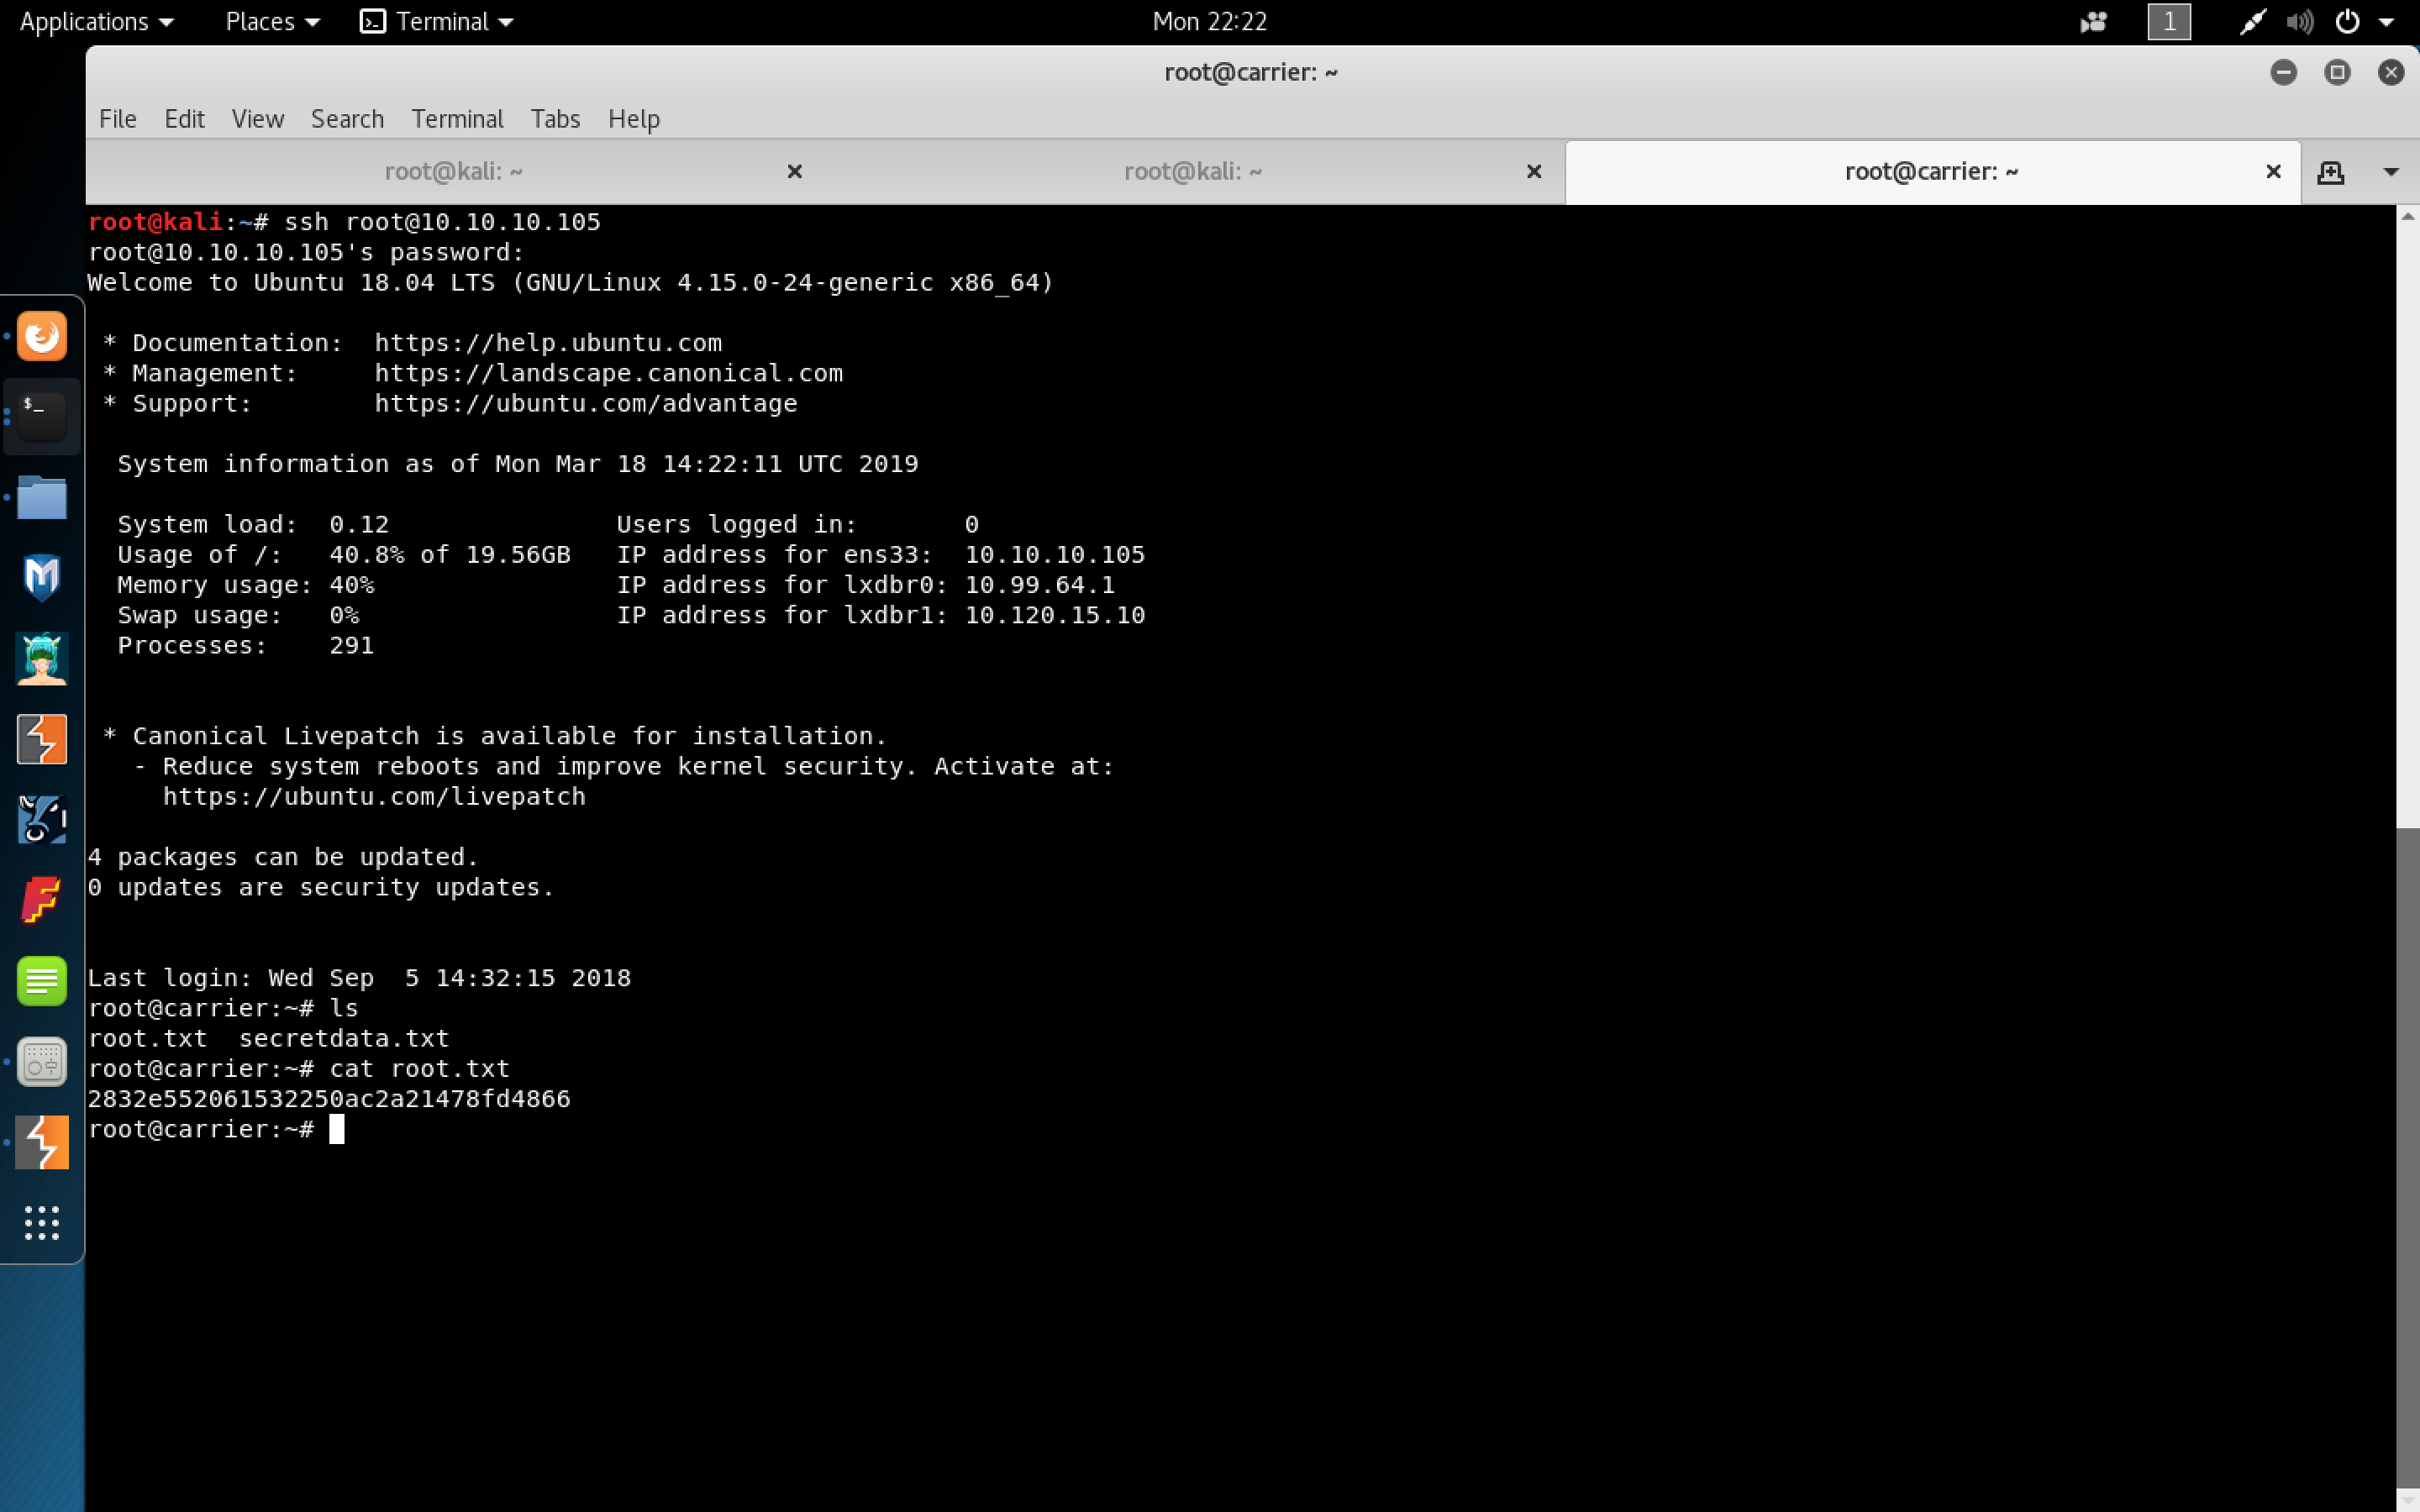 Applications Places Terminal Mon 22:22 1
root@carrier: ~
File Edit View Search Terminal Tabs Help
root@kali: ~ root@kali: ~ root@carrier: ~
root@kali:~# ssh root@10.10.10.105
root@10.10.10.105's password:
Welcome to Ubuntu 18.04 LTS (GNU/Linux 4.15.0-24-generic x86_64)
* Documentation: https://help.ubuntu.com
* Management: https://landscape.canonical.com
* Support: https://ubuntu.com/advantage
System information as of Mon Mar 18 14:22:11 UTC 2019
System load: 0.12 Users logged in: 0
Usage of /: 40.8% of 19.56GB IP address for ens33: 10.10.10.105
Memory usage: 40% IP address for lxdbr0: 10.99.64.1
Swap usage: 0% IP address for lxdbr1: 10.120.15.10
Processes: 291
* Canonical Livepatch is available for installation.
- Reduce system reboots and improve kernel security. Activate at:
https://ubuntu.com/livepatch
4 packages can be updated.
0 updates are security updates.
Last login: Wed Sep 5 14:32:15 2018
root@carrier:~# ls
root.txt secretdata.txt
root@carrier:~# cat root.txt
2832e552061532250ac2a21478fd4866
root@carrier:~#